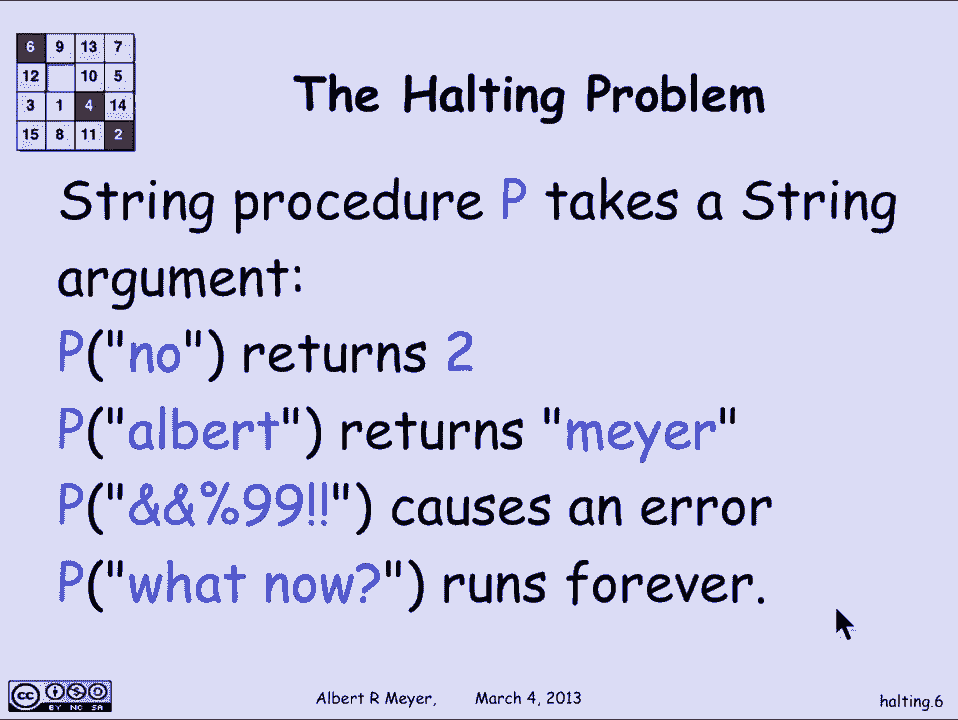 6 9 13 7
12 10 5
3 1 4 14
15 8 11 2
The Halting Problem
String procedure P takes a String
argument:
P("no") returns 2
P("albert") returns "meyer"
P("&&%99!!") causes an error
P("what now?") runs forever.
cc BY NC SA
Albert R Meyer, March 4, 2013
halting.6